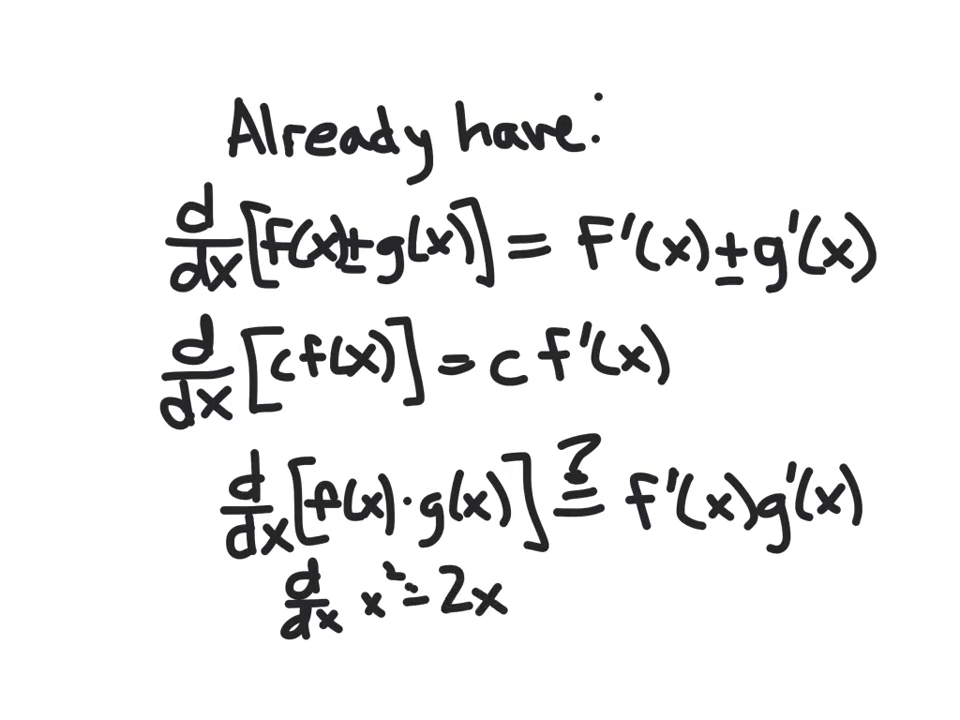 Already have:
d/dx [f(x) ± g(x)] = f'(x) ± g'(x)
d/dx [c f(x)] = c f'(x)
d/dx [f(x) · g(x)] ≟ f'(x) g'(x)
d/dx x² = 2x